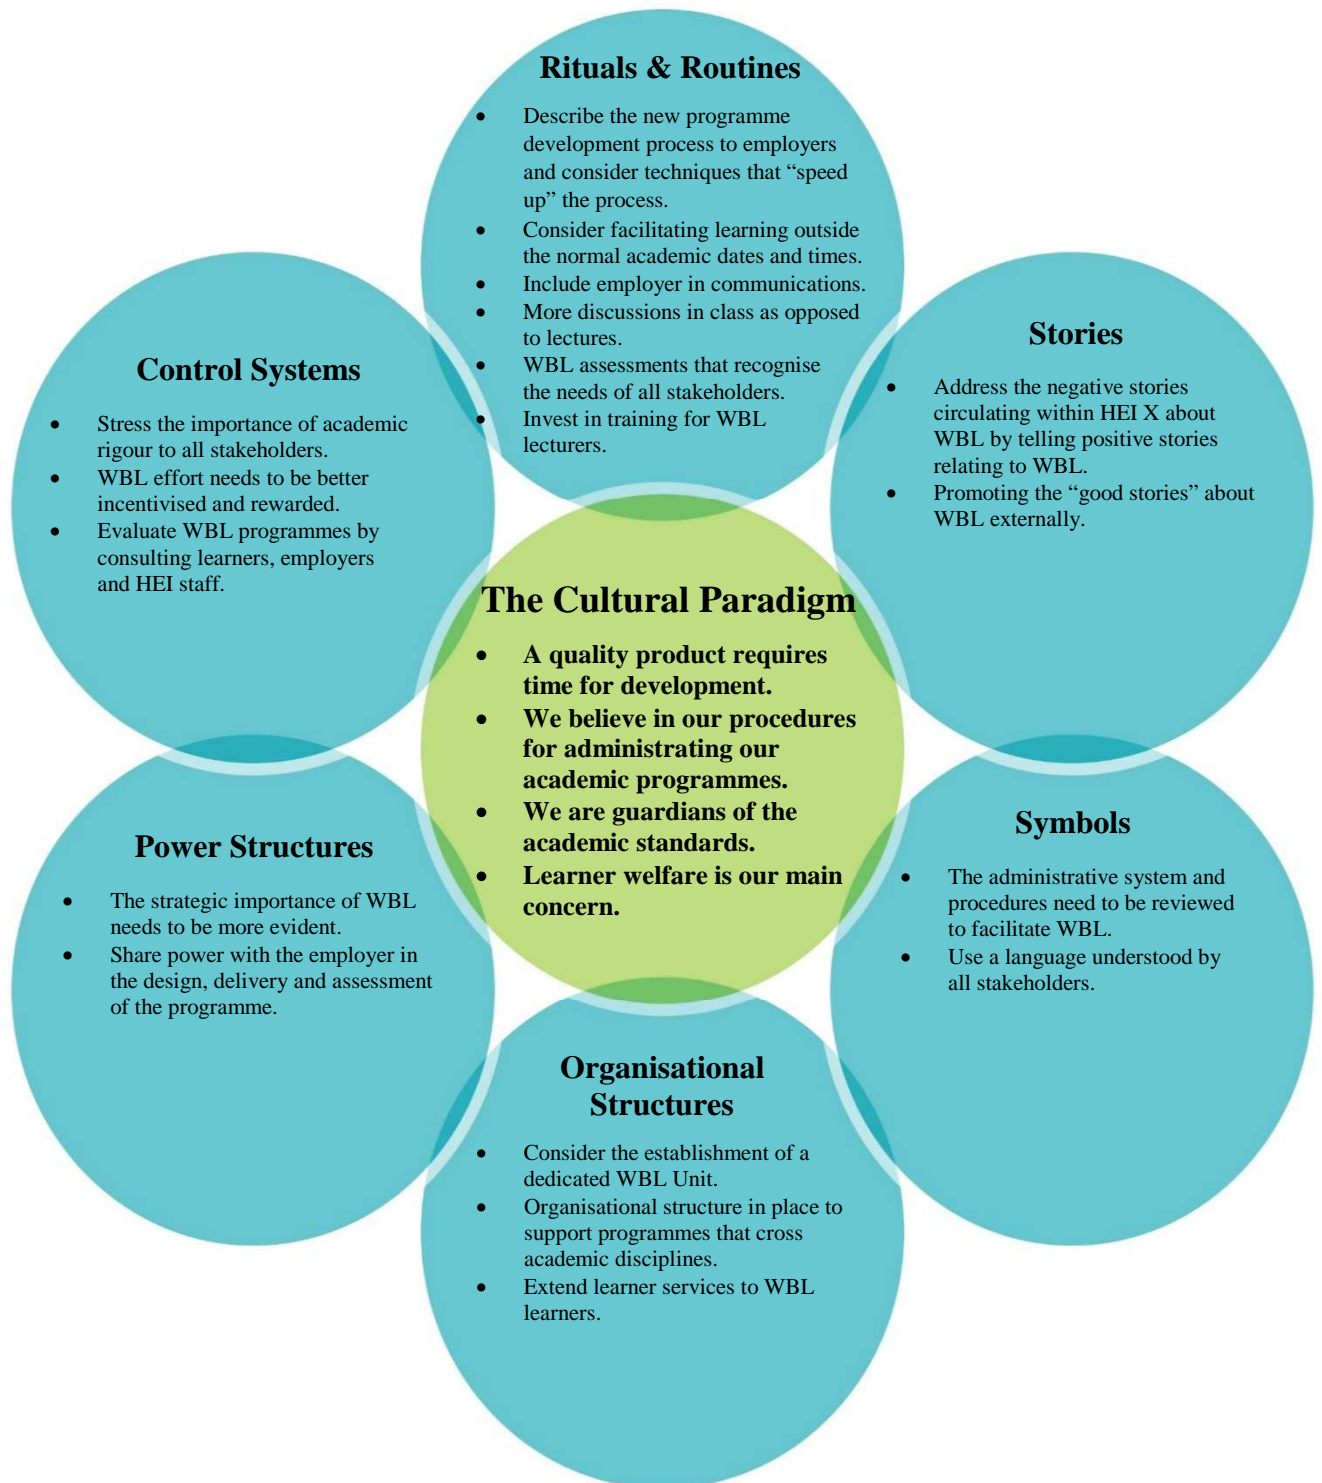 Rituals & Routines
• Describe the new programme
development process to employers
and consider techniques that “speed
up” the process.
• Consider facilitating learning outside
the normal academic dates and times.
• Include employer in communications.
• More discussions in class as opposed
to lectures.
• WBL assessments that recognise
the needs of all stakeholders.
• Invest in training for WBL
lecturers.
Stories
• Address the negative stories
circulating within HEI X about
WBL by telling positive stories
relating to WBL.
• Promoting the “good stories” about
WBL externally.
Control Systems
• Stress the importance of academic
rigour to all stakeholders.
• WBL effort needs to be better
incentivised and rewarded.
• Evaluate WBL programmes by
consulting learners, employers
and HEI staff.
The Cultural Paradigm
• A quality product requires
time for development.
• We believe in our procedures
for administrating our
academic programmes.
• We are guardians of the
academic standards.
• Learner welfare is our main
concern.
Power Structures
• The strategic importance of WBL
needs to be more evident.
• Share power with the employer in
the design, delivery and assessment
of the programme.
Symbols
• The administrative system and
procedures need to be reviewed
to facilitate WBL.
• Use a language understood by
all stakeholders.
Organisational
Structures
• Consider the establishment of a
dedicated WBL Unit.
• Organisational structure in place to
support programmes that cross
academic disciplines.
• Extend learner services to WBL
learners.